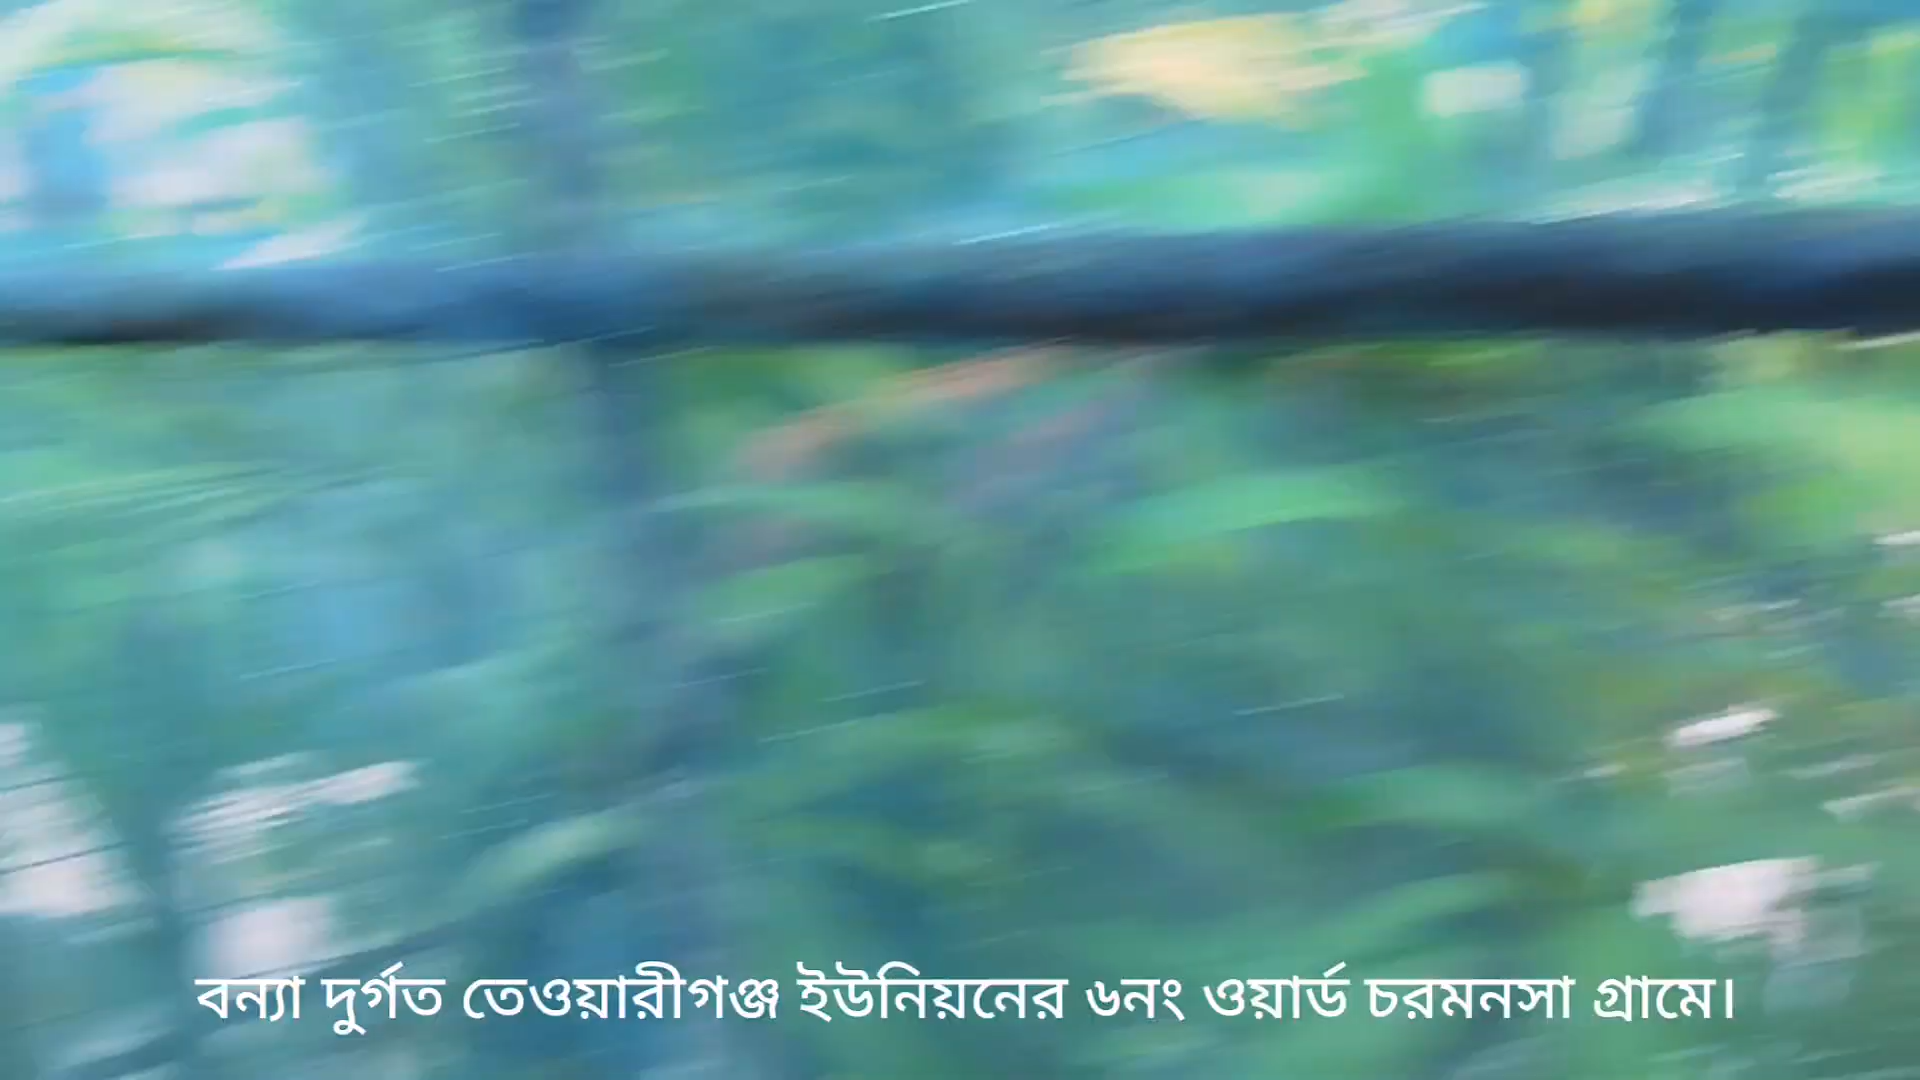 বন্যা দুর্গত তেওয়ারীগঞ্জ ইউনিয়নের ৬নং ওয়ার্ড চরমনসা গ্রামে।